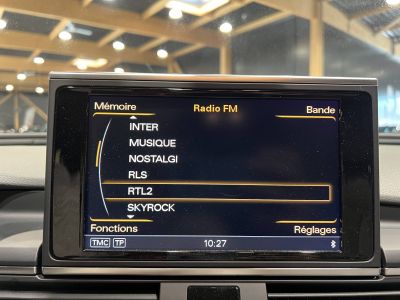 Mémoire Radio FM Bande
INTER
MUSIQUE
NOSTALGI
RLS
RTL2
SKYROCK
Fonctions Réglages
TMC TP 10:27